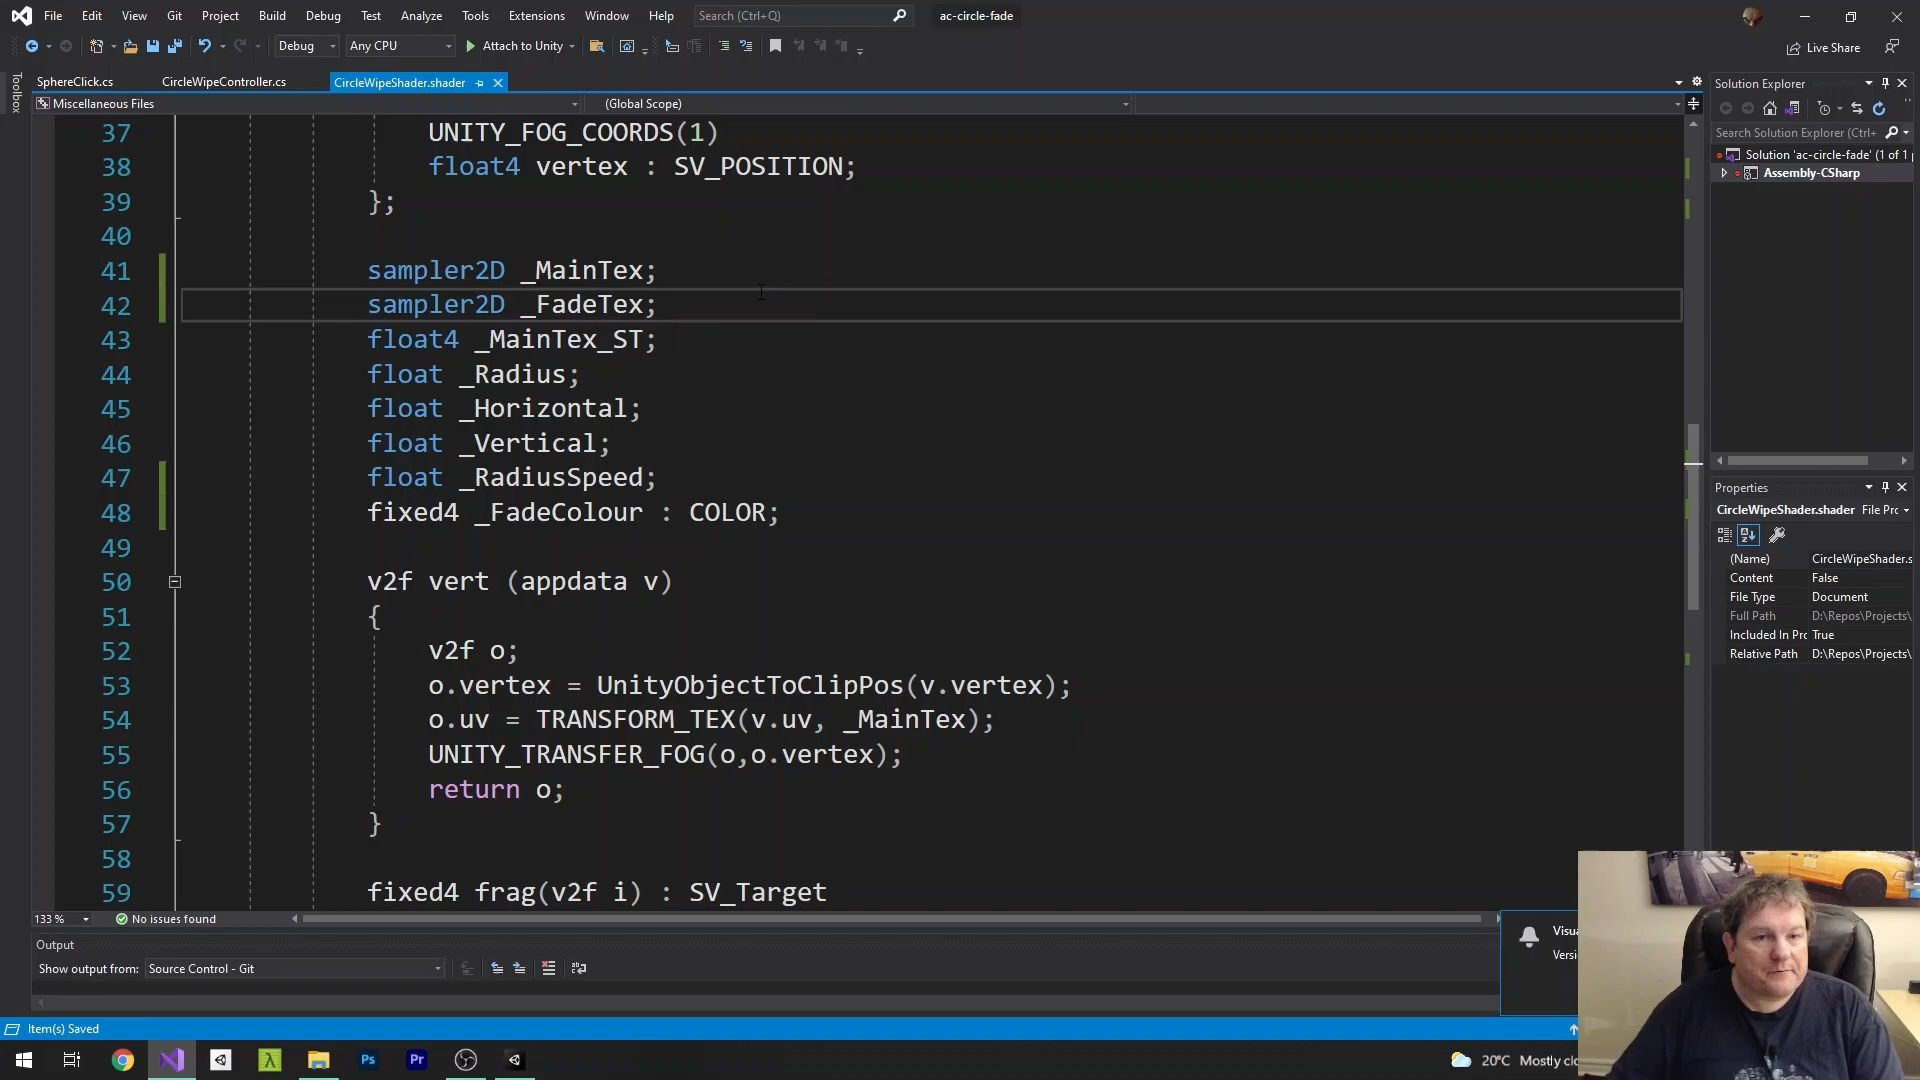 File Edit View Git Project Build Debug Test Analyze Tools Extensions Window Help Search (Ctrl+Q) ac-circle-fade
Debug Any CPU Attach to Unity Live Share
Toolbox
SphereClick.cs CircleWipeController.cs CircleWipeShader.shader
Miscellaneous Files (Global Scope)
37 UNITY_FOG_COORDS(1)
38 float4 vertex : SV_POSITION;
39 };
40
41 sampler2D _MainTex;
42 sampler2D _FadeTex;
43 float4 _MainTex_ST;
44 float _Radius;
45 float _Horizontal;
46 float _Vertical;
47 float _RadiusSpeed;
48 fixed4 _FadeColour : COLOR;
49
50 v2f vert (appdata v)
51 {
52 v2f o;
53 o.vertex = UnityObjectToClipPos(v.vertex);
54 o.uv = TRANSFORM_TEX(v.uv, _MainTex);
55 UNITY_TRANSFER_FOG(o,o.vertex);
56 return o;
57 }
58
59 fixed4 frag(v2f i) : SV_Target
133 % No issues found
Output
Show output from: Source Control - Git
Item(s) Saved
Solution Explorer
Search Solution Explorer (Ctrl+
Solution 'ac-circle-fade' (1 of 1
Assembly-CSharp
Properties
CircleWipeShader.shader File Prc
(Name) CircleWipeShader.s
Content False
File Type Document
Full Path D:\Repos\Projects\
Included In Prc True
Relative Path D:\Repos\Projects\
Visua
Versi
Ps Pr 20°C Mostly clo